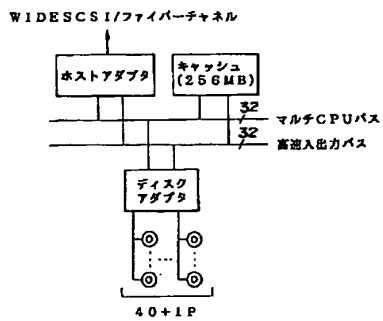 WIDESCSI/ファイバーチャネル
ホストアダプタ
キャッシュ
(256MB)
32
マルチCPUバス
32
高速入出力バス
ディスク
アダプタ
40+1P